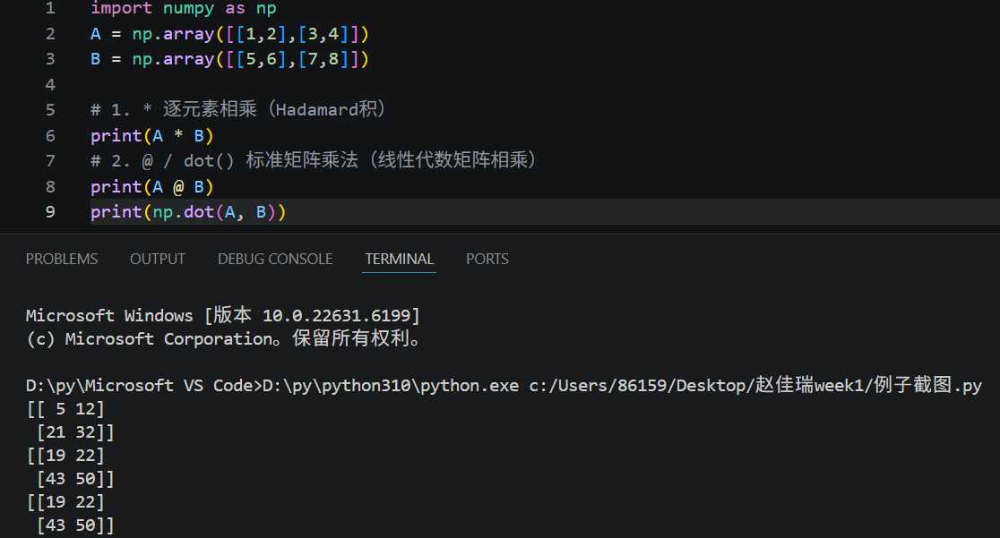 1 import numpy as np
2 A = np.array([[1,2],[3,4]])
3 B = np.array([[5,6],[7,8]])
4
5 # 1. * 逐元素相乘（Hadamard积）
6 print(A * B)
7 # 2. @ / dot() 标准矩阵乘法（线性代数矩阵相乘）
8 print(A @ B)
9 print(np.dot(A, B))
PROBLEMS OUTPUT DEBUG CONSOLE TERMINAL PORTS
Microsoft Windows [版本 10.0.22631.6199]
(c) Microsoft Corporation。保留所有权利。
D:\py\Microsoft VS Code>D:\py\python310\python.exe c:/Users/86159/Desktop/赵佳瑞week1/例子截图.py
[[ 5 12]
 [21 32]]
[[19 22]
 [43 50]]
[[19 22]
 [43 50]]